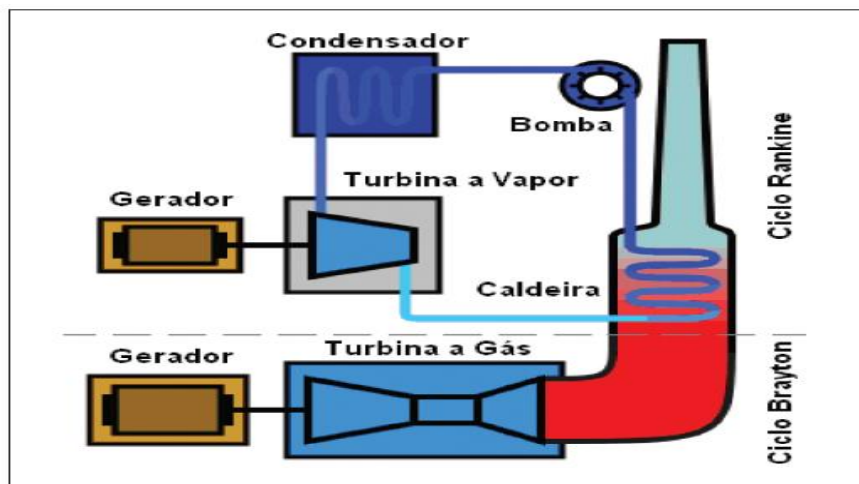 Condensador
Bomba
Turbina a Vapor
Gerador
Caldeira
Ciclo Rankine
Gerador
Turbina a Gás
Ciclo Brayton